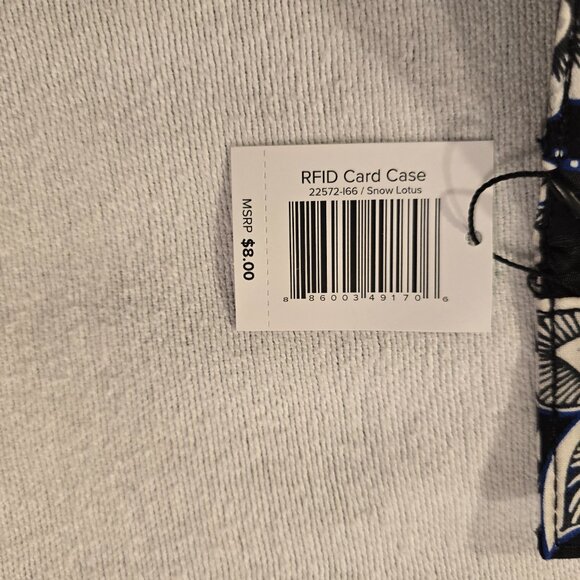 RFID Card Case
22572-I66 / Snow Lotus
8 86003 49170 6
MSRP $8.00